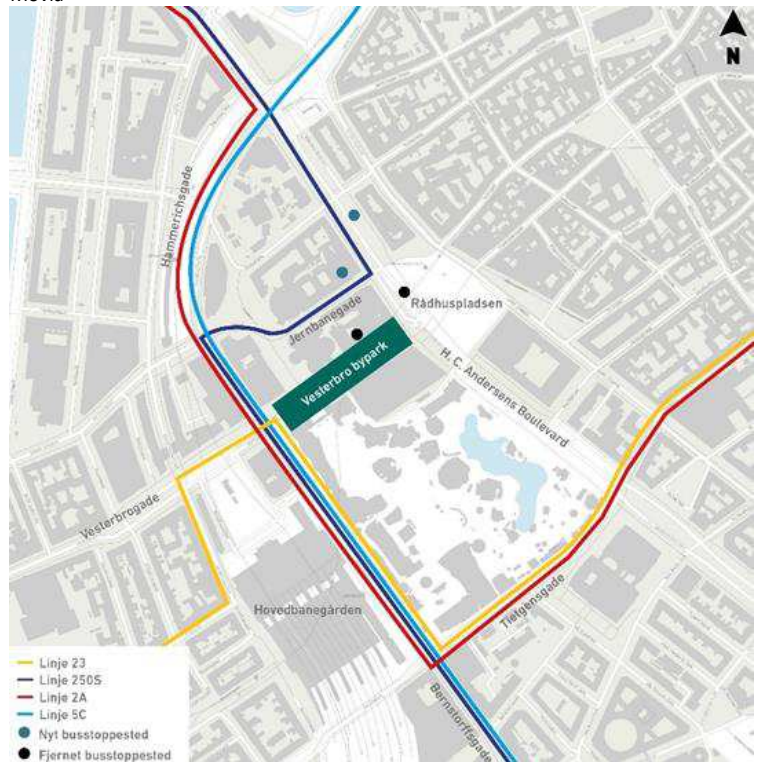 Movia
N
Hammerichsgade
Rådhuspladsen
Jernbanegade
Vesterbro bypark
H. C. Andersens Boulevard
Vesterbrogade
Hovedbanegården
Tietgensgade
Bernstorffsgade
Linje 23
Linje 250S
Linje 2A
Linje 5C
Nyt busstoppested
Fjernet busstoppested